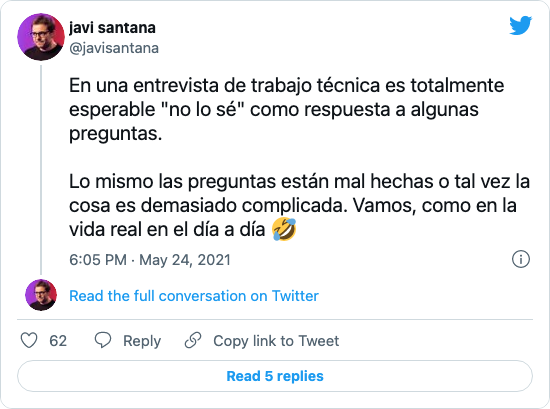 javi santana
@javisantana
En una entrevista de trabajo técnica es totalmente
esperable "no lo sé" como respuesta a algunas
preguntas.
Lo mismo las preguntas están mal hechas o tal vez la
cosa es demasiado complicada. Vamos, como en la
vida real en el día a día 🤣
6:05 PM · May 24, 2021
Read the full conversation on Twitter
62 Reply Copy link to Tweet
Read 5 replies